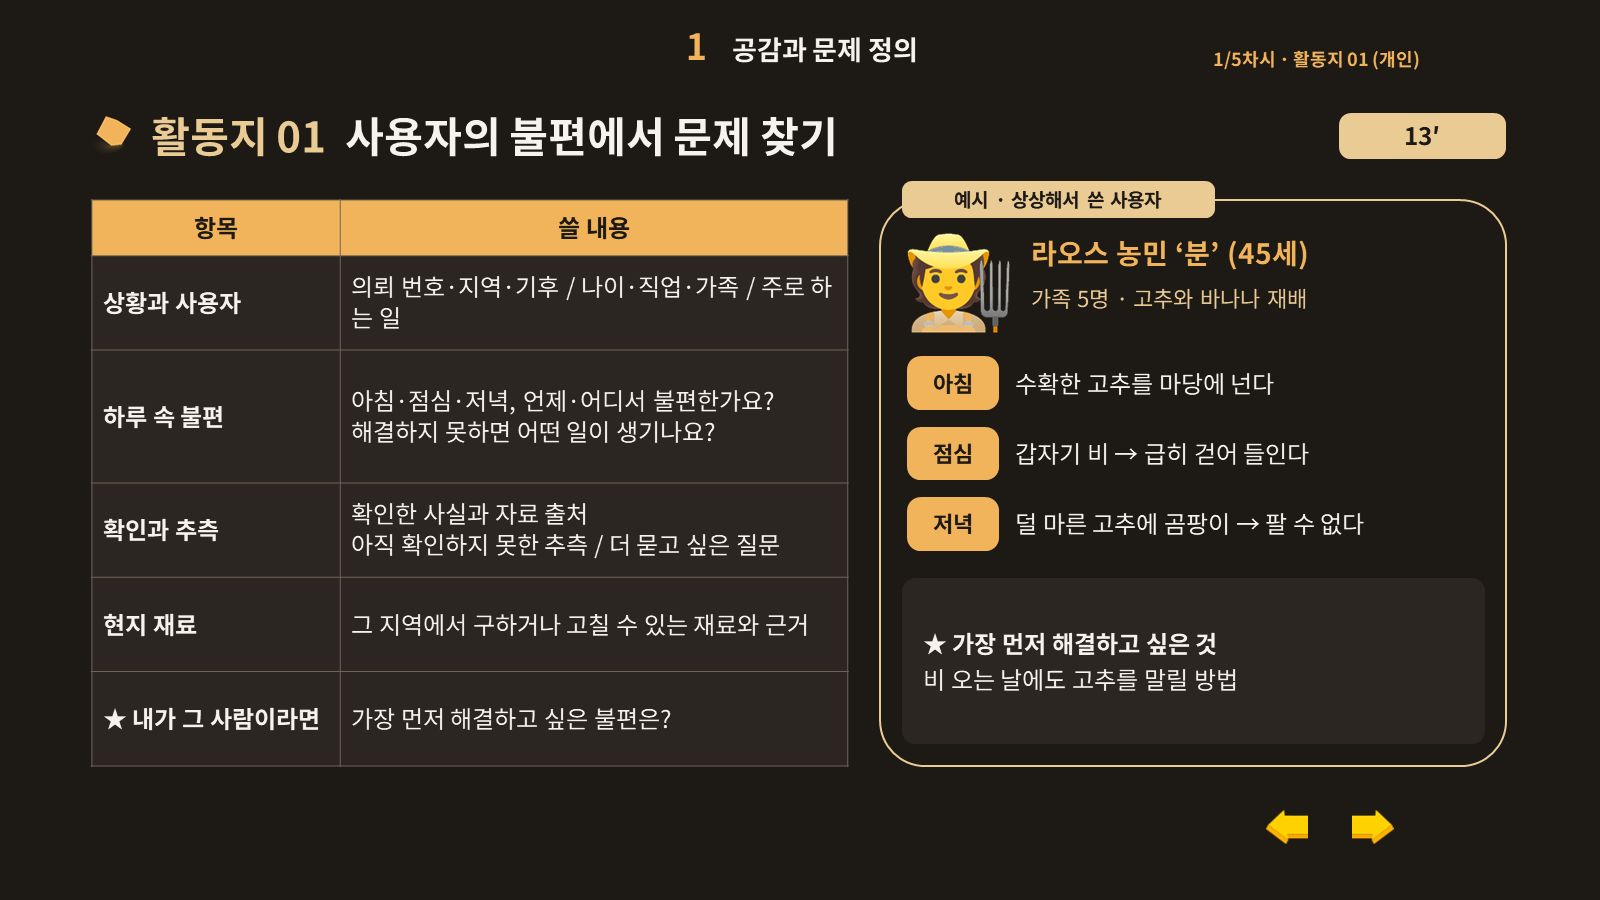 1 공감과 문제 정의
1/5차시 · 활동지 01 (개인)
활동지 01 사용자의 불편에서 문제 찾기
13′
항목
쓸 내용
상황과 사용자
의뢰 번호·지역·기후 / 나이·직업·가족 / 주로 하
는 일
하루 속 불편
아침·점심·저녁, 언제·어디서 불편한가요?
해결하지 못하면 어떤 일이 생기나요?
확인과 추측
확인한 사실과 자료 출처
아직 확인하지 못한 추측 / 더 묻고 싶은 질문
현지 재료
그 지역에서 구하거나 고칠 수 있는 재료와 근거
★ 내가 그 사람이라면
가장 먼저 해결하고 싶은 불편은?
예시 · 상상해서 쓴 사용자
라오스 농민 ‘분’ (45세)
가족 5명 · 고추와 바나나 재배
아침
수확한 고추를 마당에 넌다
점심
갑자기 비 → 급히 걷어 들인다
저녁
덜 마른 고추에 곰팡이 → 팔 수 없다
★ 가장 먼저 해결하고 싶은 것
비 오는 날에도 고추를 말릴 방법